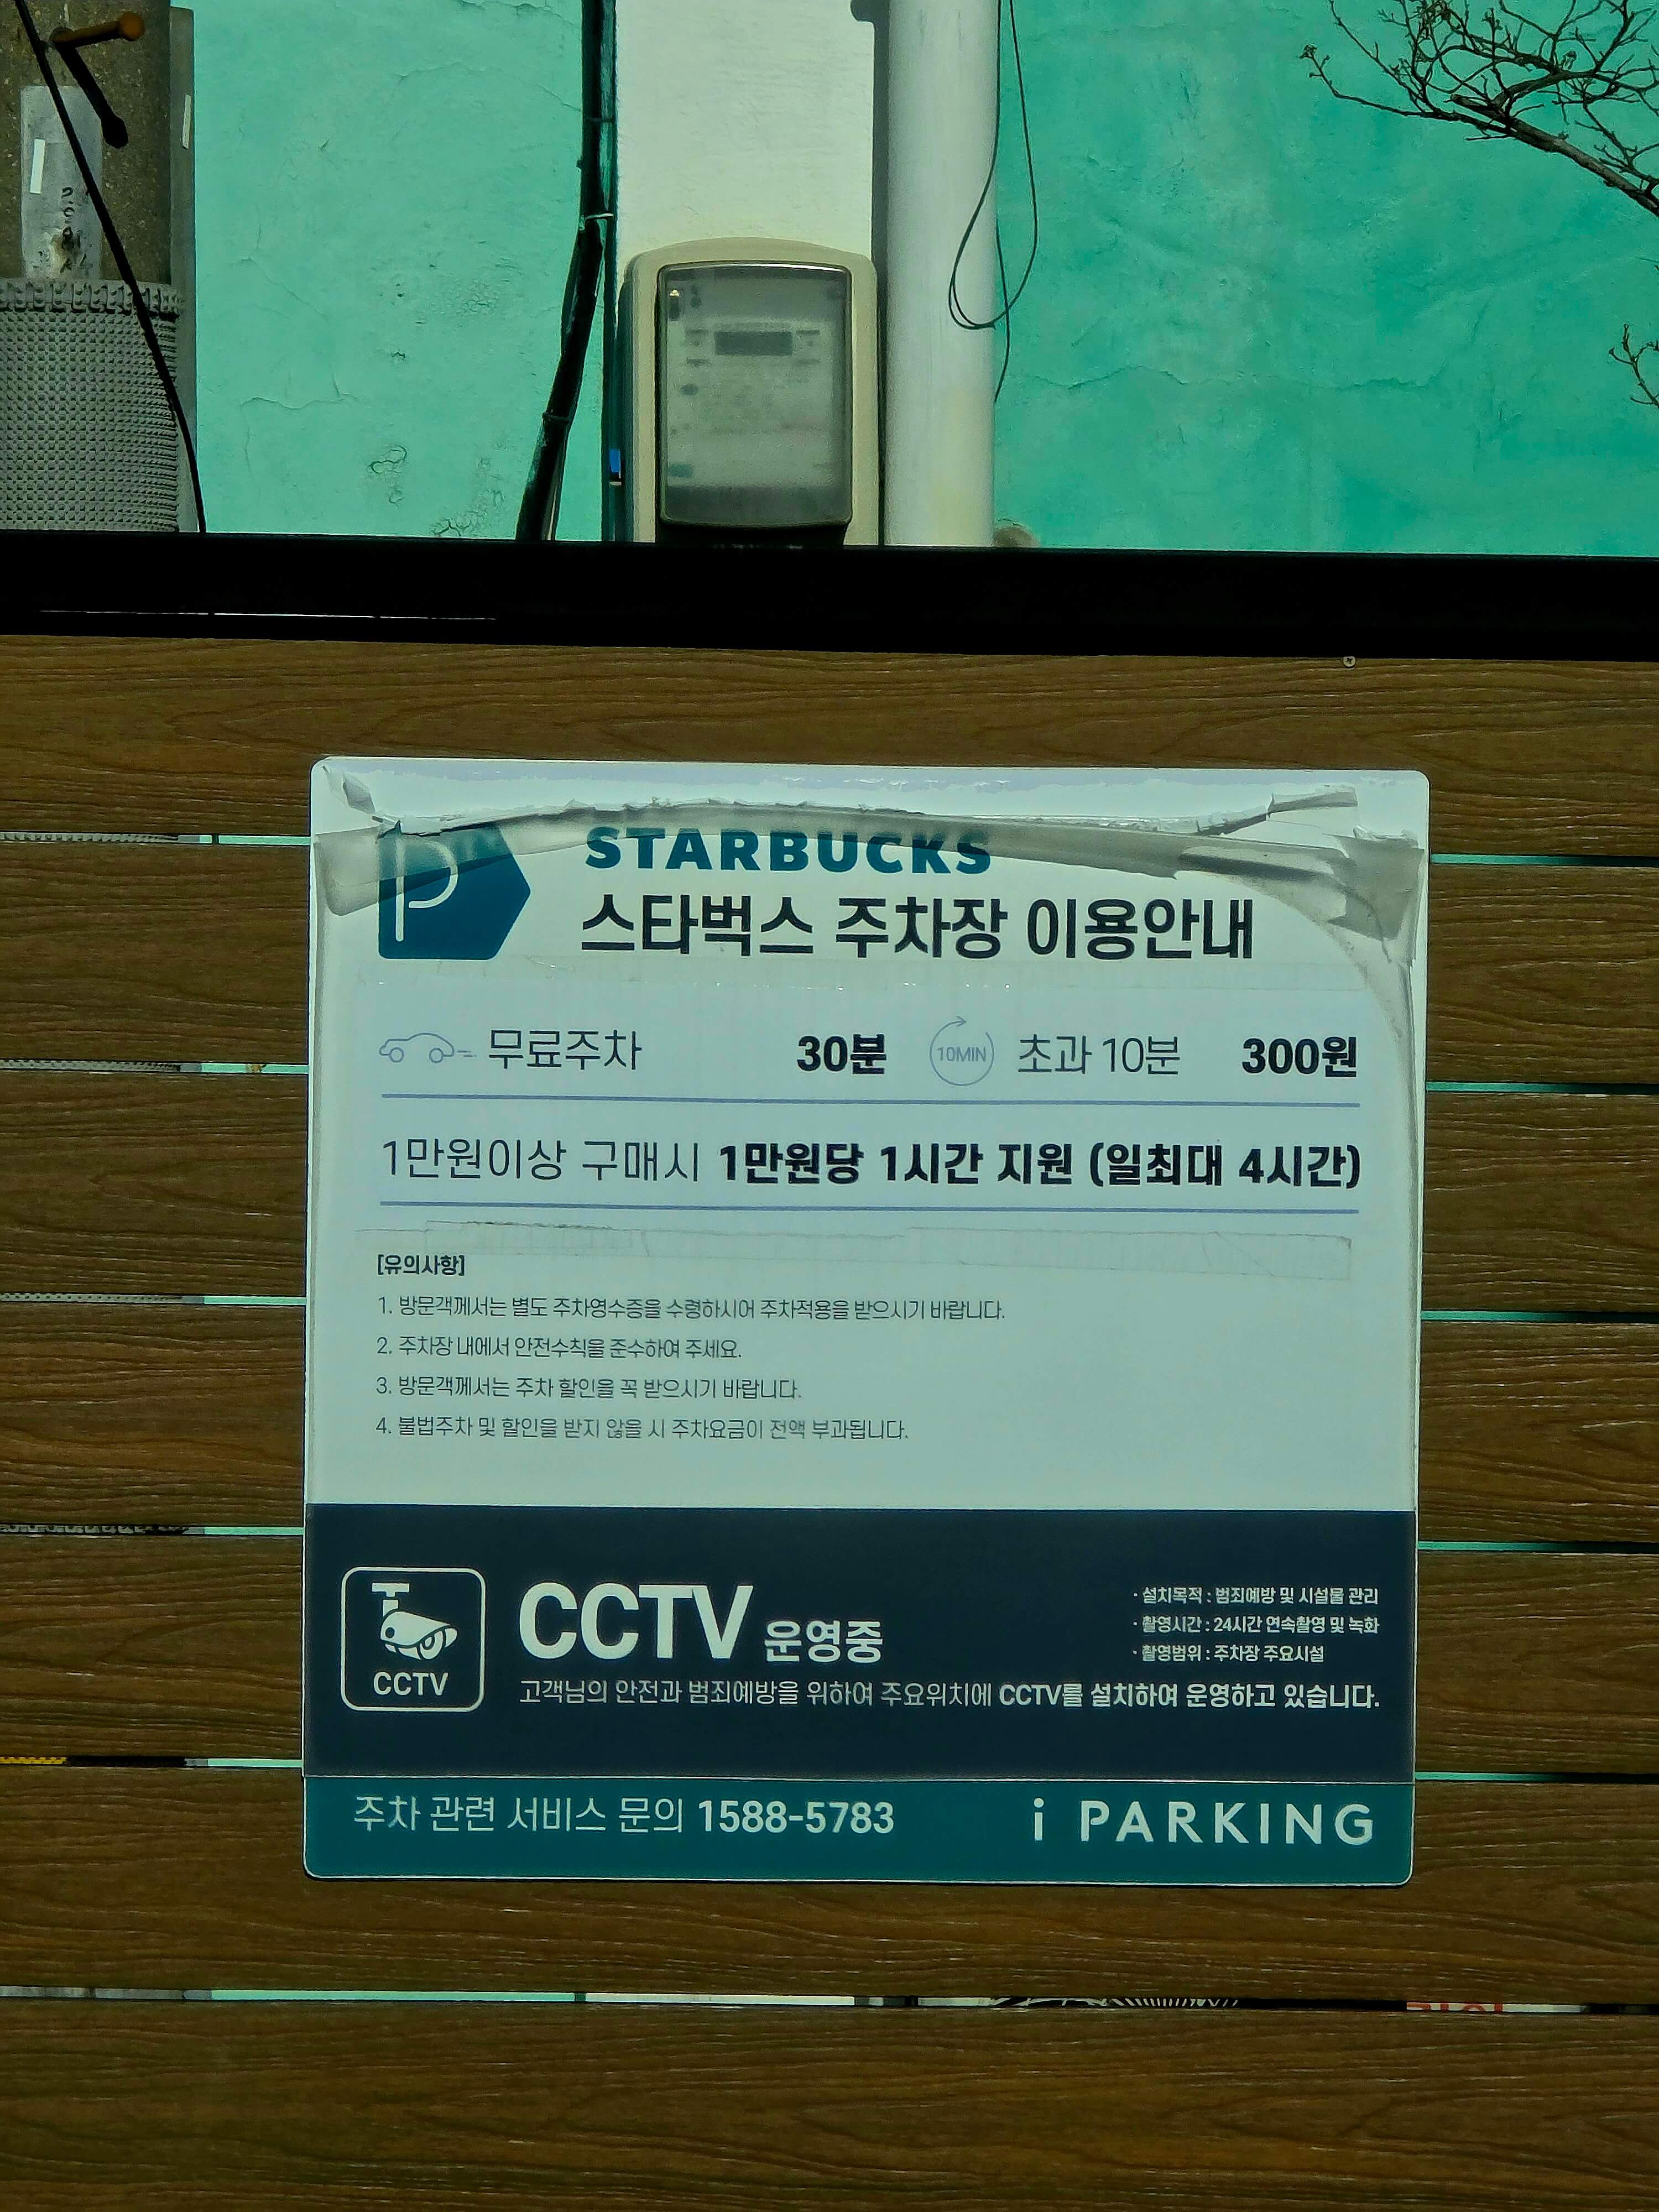 STARBUCKS
스타벅스 주차장 이용안내
무료주차 30분 10MIN 초과 10분 300원
1만원이상 구매시 1만원당 1시간 지원 (일최대 4시간)
[유의사항]
1. 방문객께서는 별도 주차영수증을 수령하시어 주차적용을 받으시기 바랍니다.
2. 주차장 내에서 안전수칙을 준수하여 주세요.
3. 방문객께서는 주차 할인을 꼭 받으시기 바랍니다.
4. 불법주차 및 할인을 받지 않을 시 주차요금이 전액 부과됩니다.
CCTV
CCTV 운영중
· 설치목적 : 범죄예방 및 시설물 관리
· 촬영시간 : 24시간 연속촬영 및 녹화
· 촬영범위 : 주차장 주요시설
고객님의 안전과 범죄예방을 위하여 주요위치에 CCTV를 설치하여 운영하고 있습니다.
주차 관련 서비스 문의 1588-5783
i PARKING